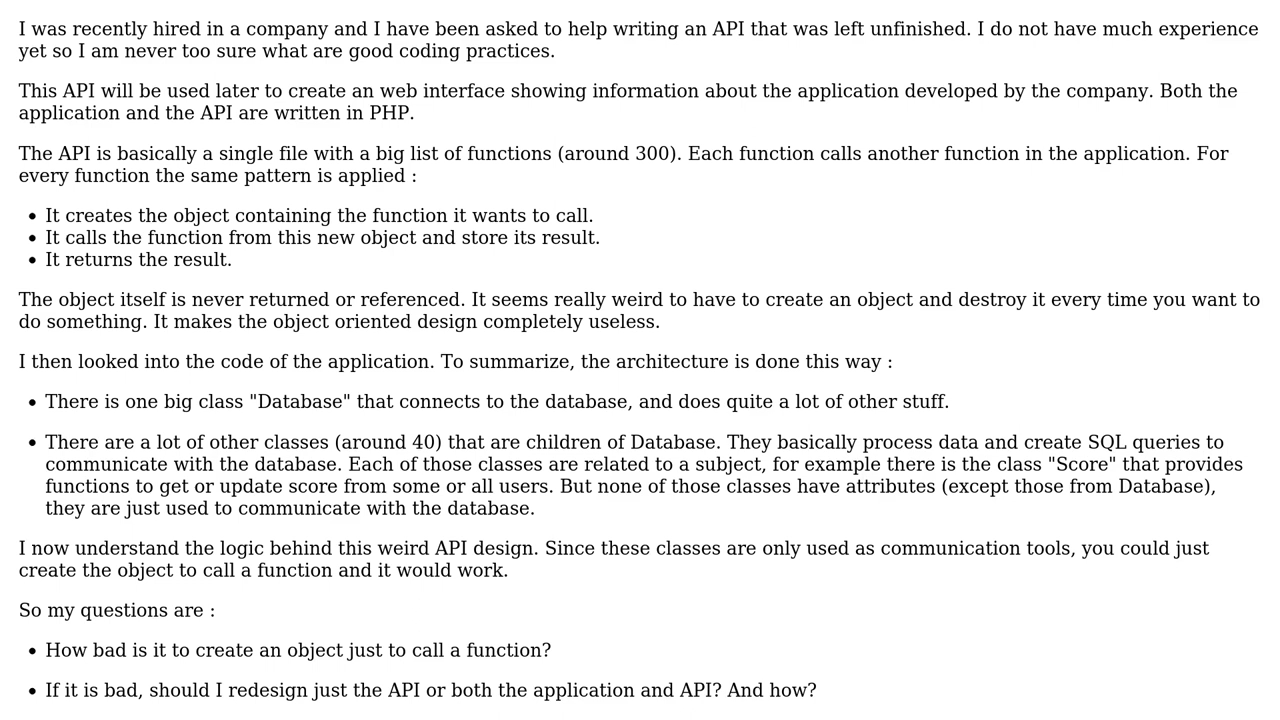 I was recently hired in a company and I have been asked to help writing an API that was left unfinished. I do not have much experience
yet so I am never too sure what are good coding practices.
This API will be used later to create an web interface showing information about the application developed by the company. Both the
application and the API are written in PHP.
The API is basically a single file with a big list of functions (around 300). Each function calls another function in the application. For
every function the same pattern is applied :
• It creates the object containing the function it wants to call.
• It calls the function from this new object and store its result.
• It returns the result.
The object itself is never returned or referenced. It seems really weird to have to create an object and destroy it every time you want to
do something. It makes the object oriented design completely useless.
I then looked into the code of the application. To summarize, the architecture is done this way :
• There is one big class "Database" that connects to the database, and does quite a lot of other stuff.
• There are a lot of other classes (around 40) that are children of Database. They basically process data and create SQL queries to
communicate with the database. Each of those classes are related to a subject, for example there is the class "Score" that provides
functions to get or update score from some or all users. But none of those classes have attributes (except those from Database),
they are just used to communicate with the database.
I now understand the logic behind this weird API design. Since these classes are only used as communication tools, you could just
create the object to call a function and it would work.
So my questions are :
• How bad is it to create an object just to call a function?
• If it is bad, should I redesign just the API or both the application and API? And how?